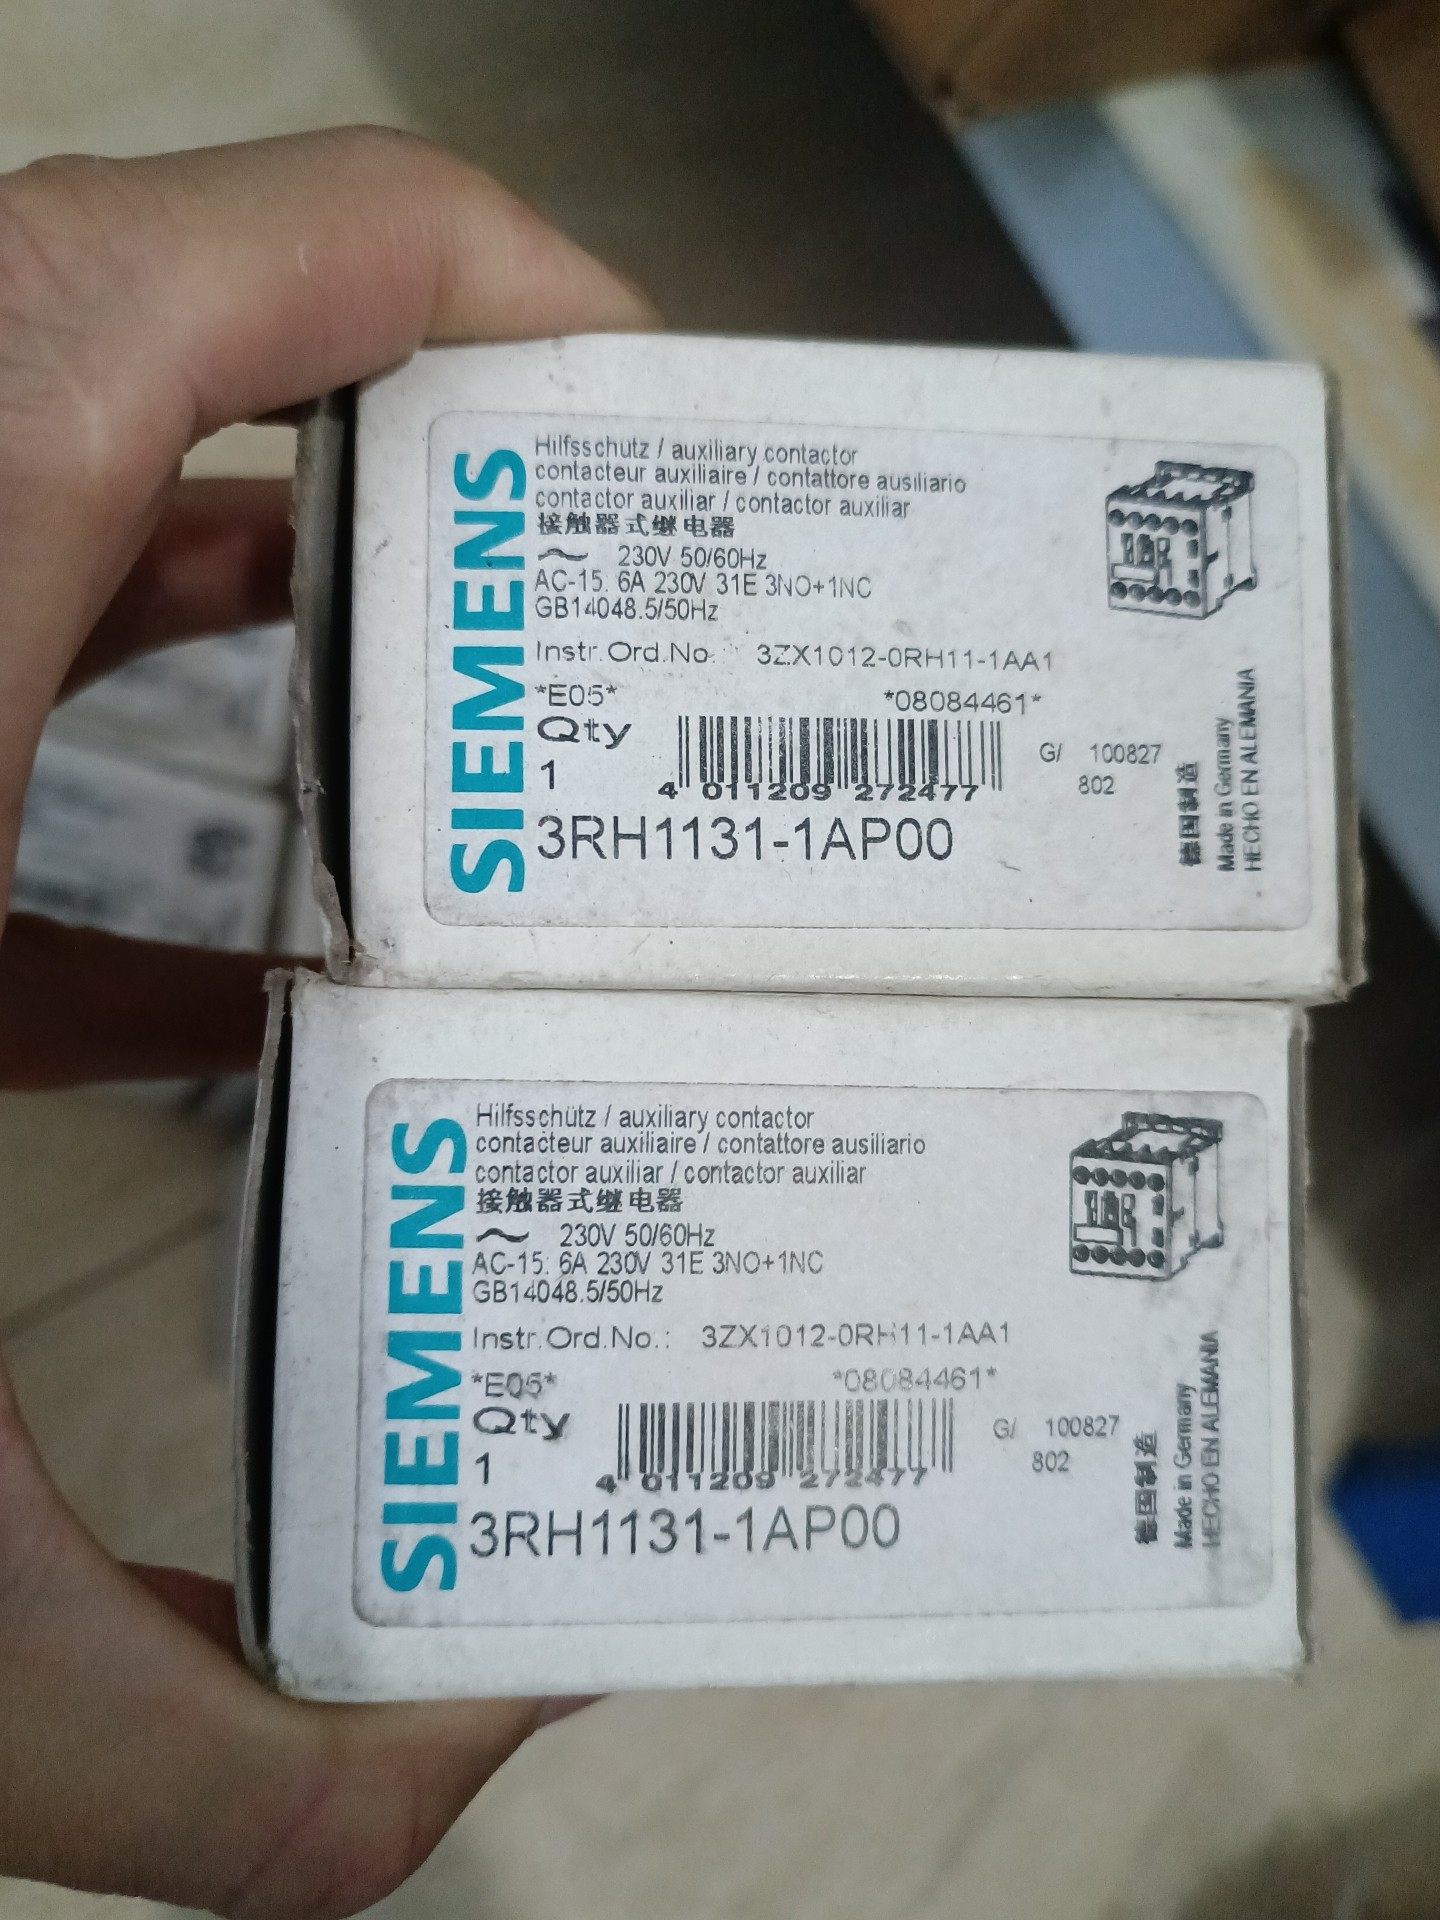 SIEMENS
Hilfsschütz / auxiliary contactor
contacteur auxiliaire / contattore ausiliario
contactor auxiliar / contactor auxiliar
接触器式继电器
~ 230V 50/60Hz
AC-15: 6A 230V 31E 3NO+1NC
GB14048.5/50Hz
Instr.Ord.No. 3ZX1012-0RH11-1AA1
*E05* *08084461*
Qty
1
4 011209 272477
G/ 100827
802
3RH1131-1AP00
德国制造
Made in Germany
HECHO EN ALEMANIA
SIEMENS
Hilfsschütz / auxiliary contactor
contacteur auxiliaire / contattore ausiliario
contactor auxiliar / contactor auxiliar
接触器式继电器
~ 230V 50/60Hz
AC-15: 6A 230V 31E 3NO+1NC
GB14048.5/50Hz
Instr.Ord.No.: 3ZX1012-0RH11-1AA1
*E05* *08084461*
Qty
1
4 011209 272477
G/ 100827
802
3RH1131-1AP00
德国制造
Made in Germany
HECHO EN ALEMANIA